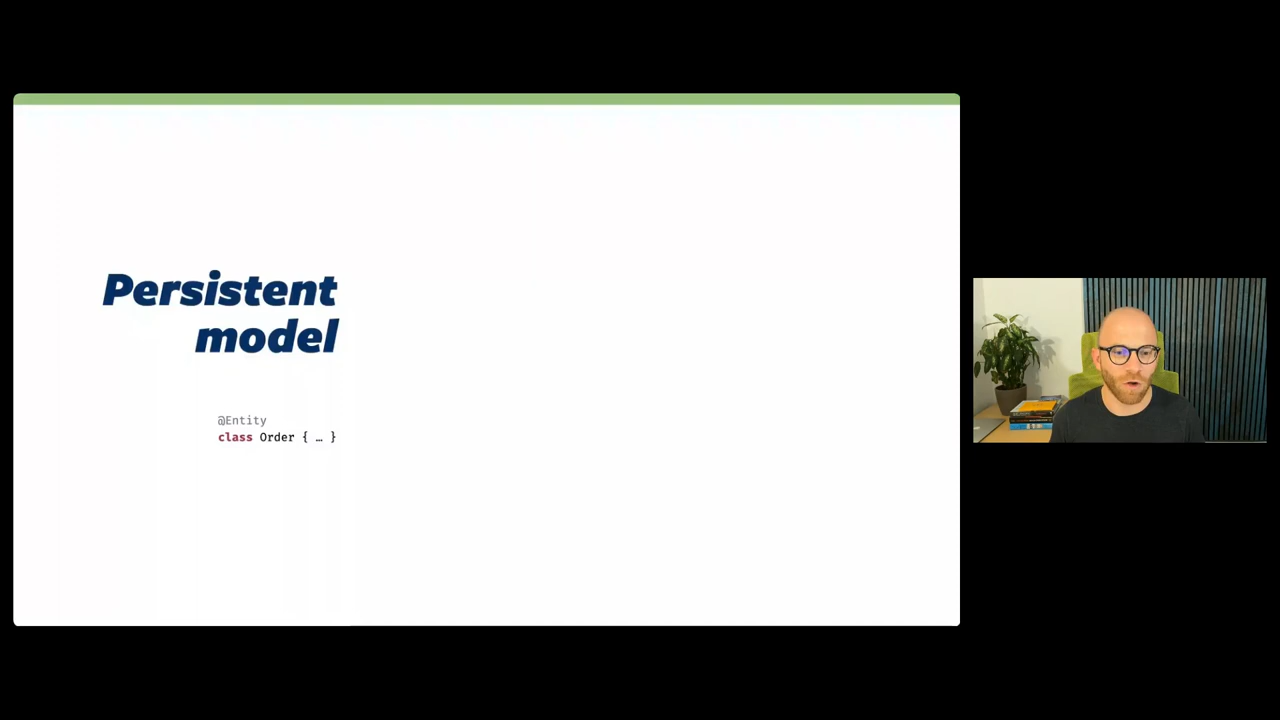 Persistent
model
@Entity
class Order { … }